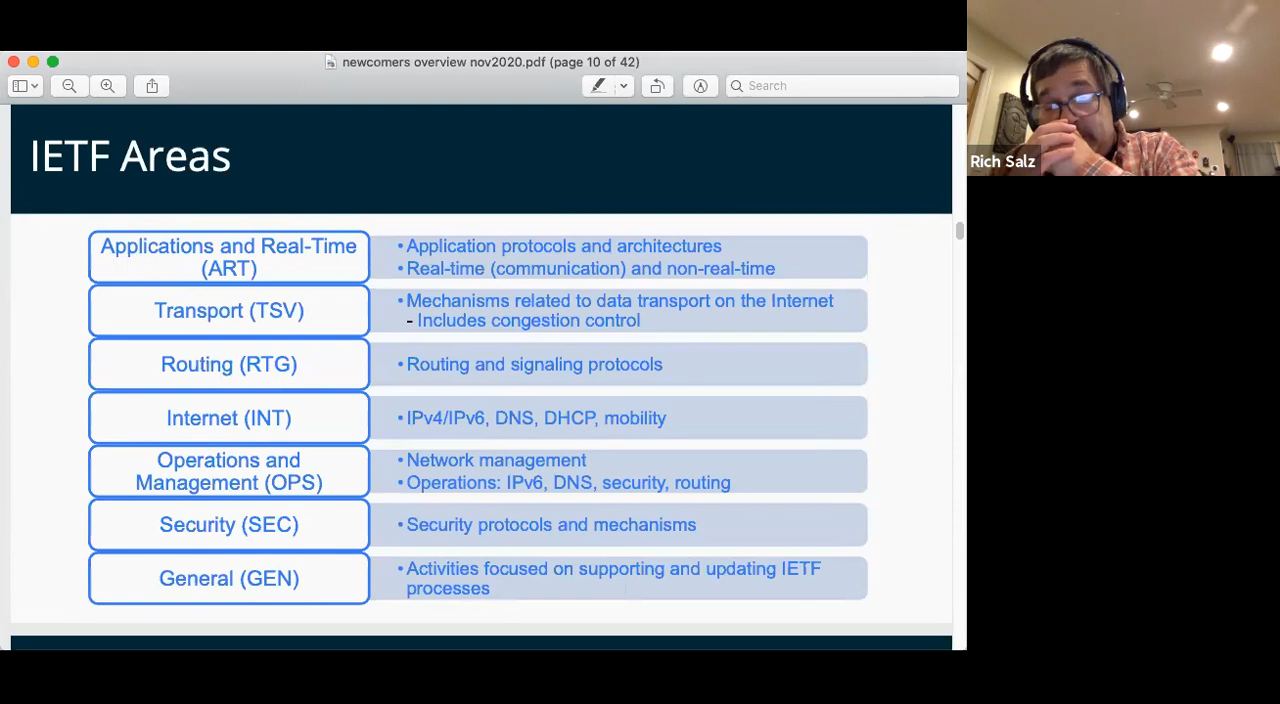 newcomers overview nov2020.pdf (page 10 of 42)
Search
IETF Areas
Rich Salz
Applications and Real-Time
(ART)
• Application protocols and architectures
• Real-time (communication) and non-real-time
Transport (TSV)
• Mechanisms related to data transport on the Internet
- Includes congestion control
Routing (RTG)
• Routing and signaling protocols
Internet (INT)
• IPv4/IPv6, DNS, DHCP, mobility
Operations and
Management (OPS)
• Network management
• Operations: IPv6, DNS, security, routing
Security (SEC)
• Security protocols and mechanisms
General (GEN)
• Activities focused on supporting and updating IETF
processes